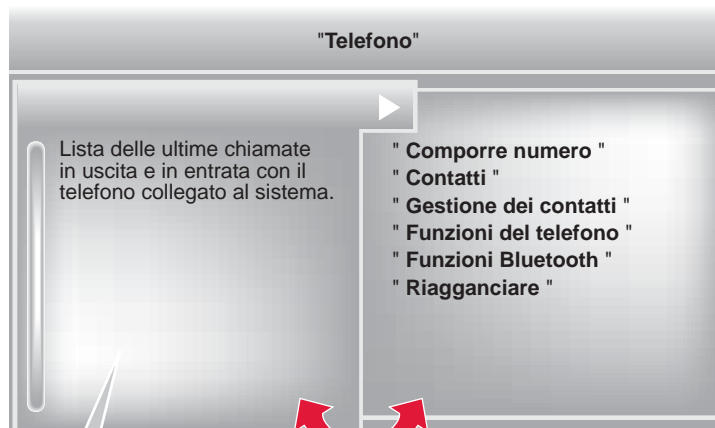 "Telefono"
Lista delle ultime chiamate
in uscita e in entrata con il
telefono collegato al sistema.
" Comporre numero "
" Contatti "
" Gestione dei contatti "
" Funzioni del telefono "
" Funzioni Bluetooth "
" Riagganciare "